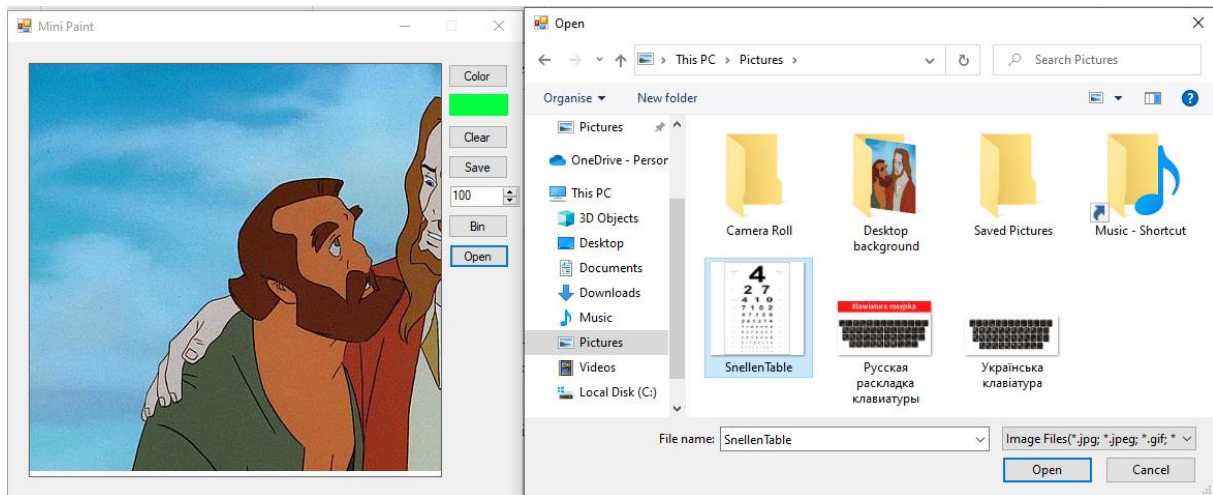 Mini Paint
Color
Clear
Save
100
Bin
Open
Open
This PC > Pictures >
Search Pictures
Organise
New folder
Pictures
OneDrive - Person
This PC
3D Objects
Desktop
Documents
Downloads
Music
Pictures
Videos
Local Disk (C:)
Camera Roll
Desktop
background
Saved Pictures
Music - Shortcut
4
2 7
4 1 0
7 1 0 2
SnellenTable
Klawiatura rosyjska
Русская
раскладка
клавиатуры
Українська
клавіатура
File name:
SnellenTable
Image Files(*.jpg; *.jpeg; *.gif; *
Open
Cancel